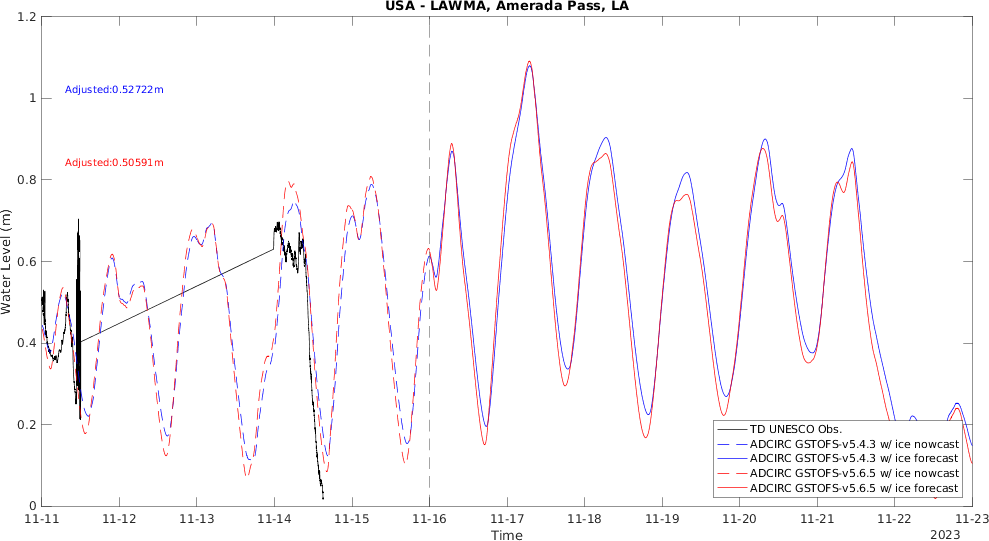 USA - LAWMA, Amerada Pass, LA
1.2
1
0.8
0.6
0.4
0.2
0
Water Level (m)
Adjusted:0.52722m
Adjusted:0.50591m
TD UNESCO Obs.
ADCIRC GSTOFS-v5.4.3 w/ ice nowcast
ADCIRC GSTOFS-v5.4.3 w/ ice forecast
ADCIRC GSTOFS-v5.6.5 w/ ice nowcast
ADCIRC GSTOFS-v5.6.5 w/ ice forecast
11-11 11-12 11-13 11-14 11-15 11-16 11-17 11-18 11-19 11-20 11-21 11-22 11-23
Time
2023